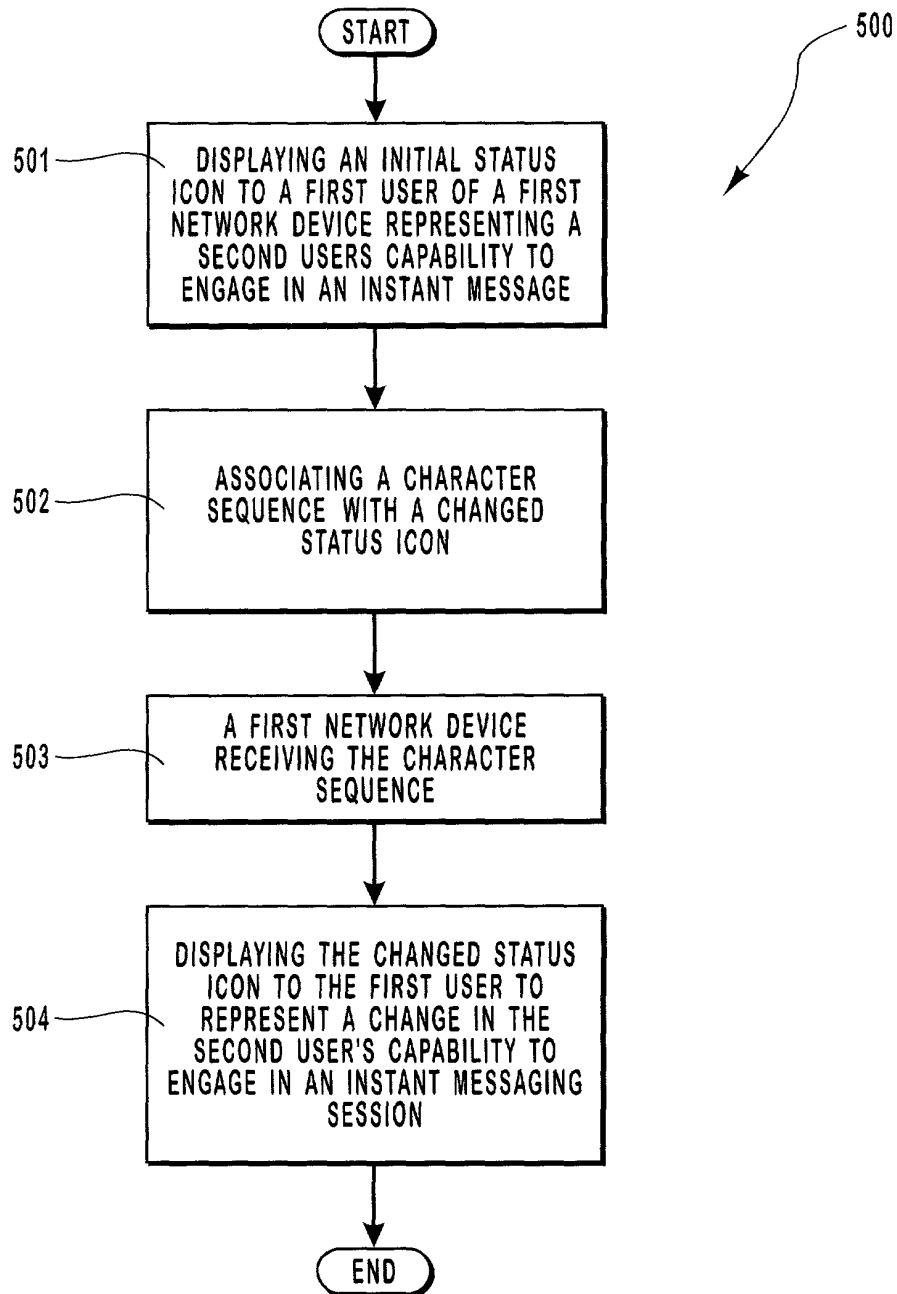 START
500
501
DISPLAYING AN INITIAL STATUS
ICON TO A FIRST USER OF A FIRST
NETWORK DEVICE REPRESENTING A
SECOND USERS CAPABILITY TO
ENGAGE IN AN INSTANT MESSAGE
502
ASSOCIATING A CHARACTER
SEQUENCE WITH A CHANGED
STATUS ICON
503
A FIRST NETWORK DEVICE
RECEIVING THE CHARACTER
SEQUENCE
504
DISPLAYING THE CHANGED STATUS
ICON TO THE FIRST USER TO
REPRESENT A CHANGE IN THE
SECOND USER'S CAPABILITY TO
ENGAGE IN AN INSTANT MESSAGING
SESSION
END